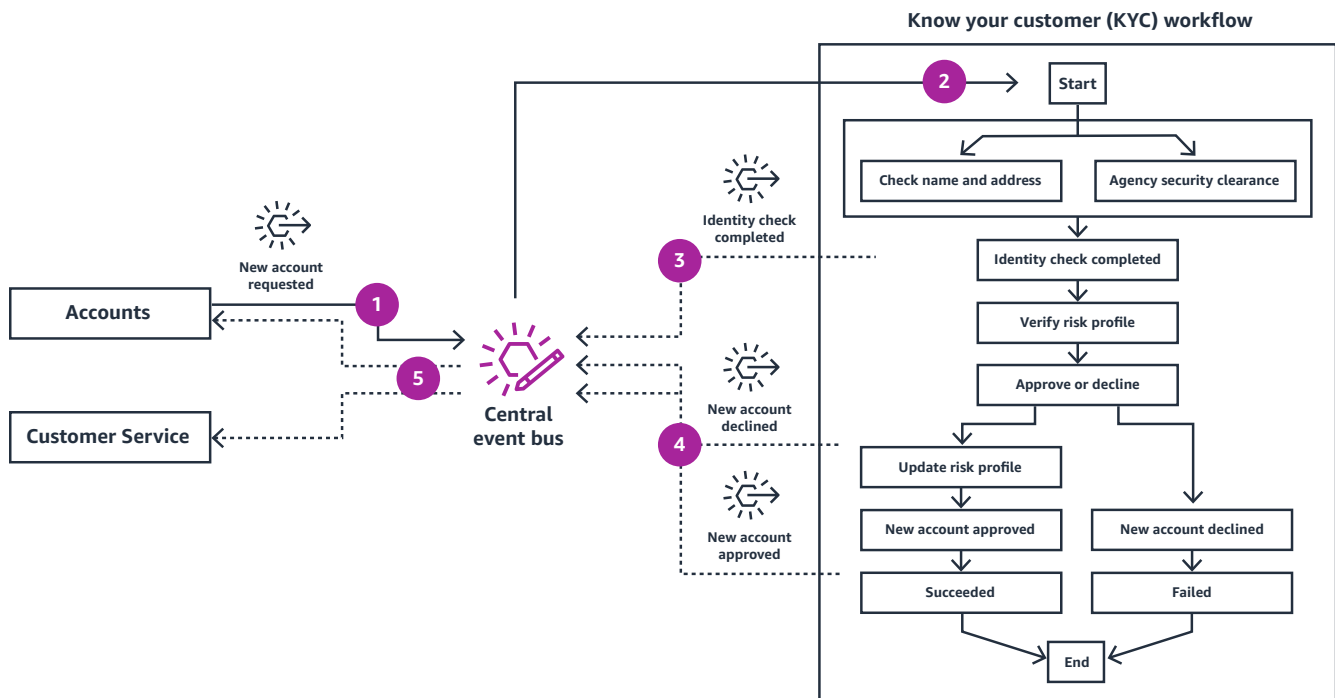 Know your customer (KYC) workflow
2
Start
Check name and address
Agency security clearance
Identity check
completed
3
Identity check completed
New account
requested
1
Accounts
Verify risk profile
5
Approve or decline
Central
event bus
New account
declined
Customer Service
4
Update risk profile
New account
approved
New account approved
New account declined
Succeeded
Failed
End